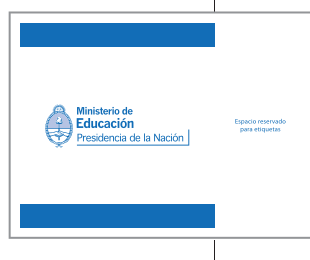 Ministerio de
Educación
Presidencia de la Nación
Espacio reservado
para etiquetas